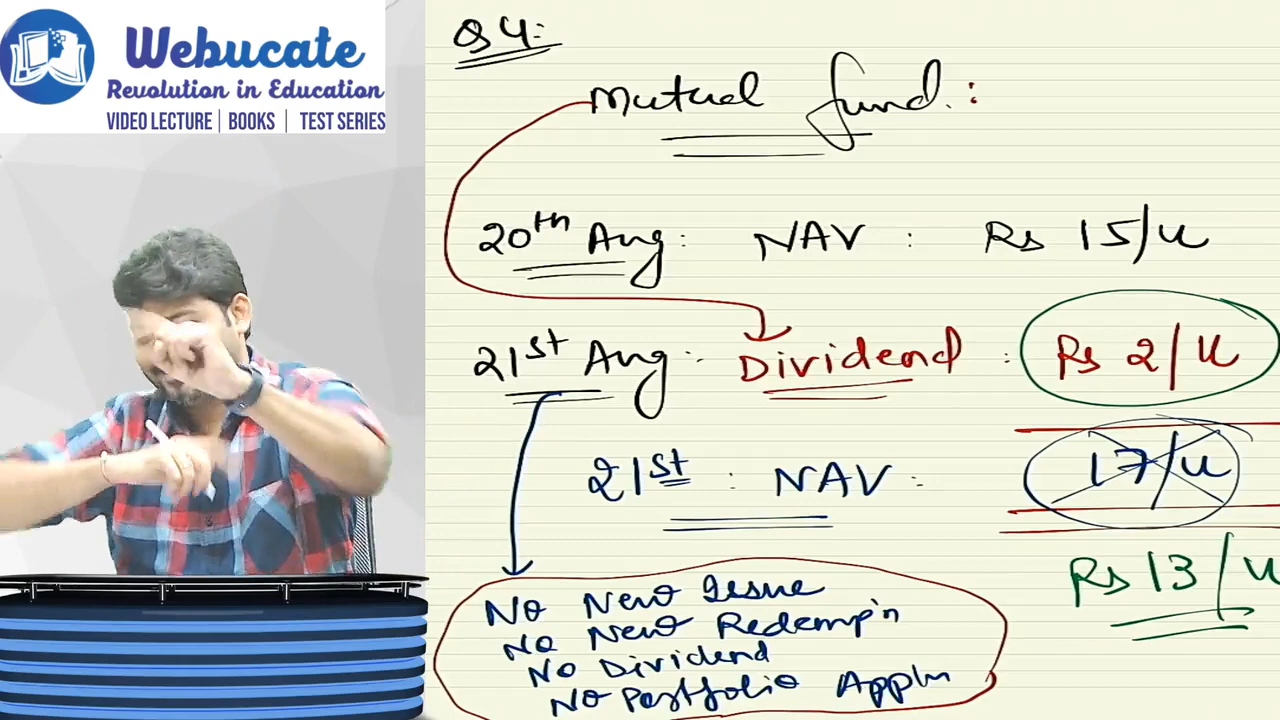 Webucate
Revolution in Education
VIDEO LECTURE | BOOKS | TEST SERIES
Q4:
Mutual fund :
20th Aug : NAV : Rs 15/u
21st Aug : Dividend : Rs 2/u
21st : NAV : 17/u
Rs 13/u
No New Issue
No New Redemp'n
No Dividend
No Portfolio Appln